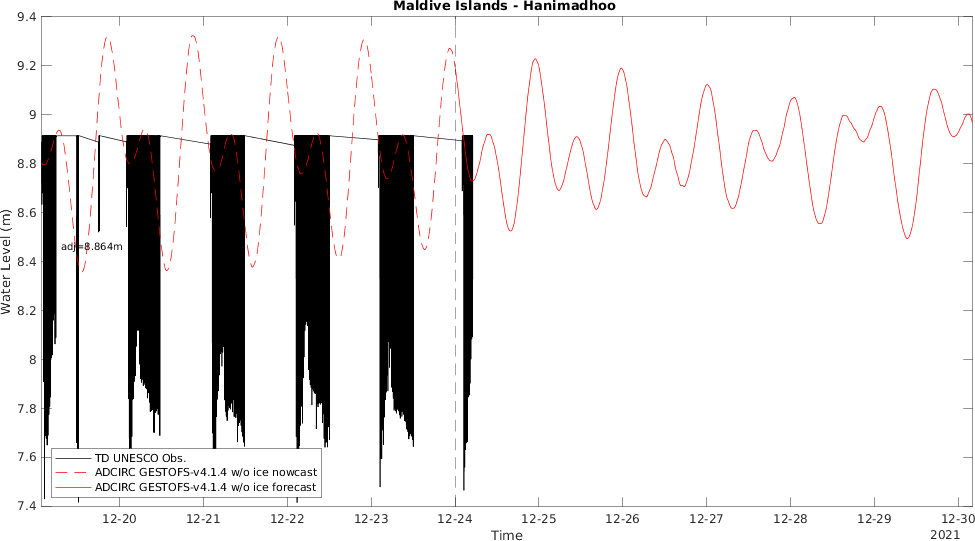 Maldive Islands - Hanimadhoo
9.4
9.2
9
8.8
8.6
8.4
8.2
8
7.8
7.6
7.4
Water Level (m)
adj=8.864m
TD UNESCO Obs.
ADCIRC GESTOFS-v4.1.4 w/o ice nowcast
ADCIRC GESTOFS-v4.1.4 w/o ice forecast
12-20 12-21 12-22 12-23 12-24 12-25 12-26 12-27 12-28 12-29 12-30
Time
2021